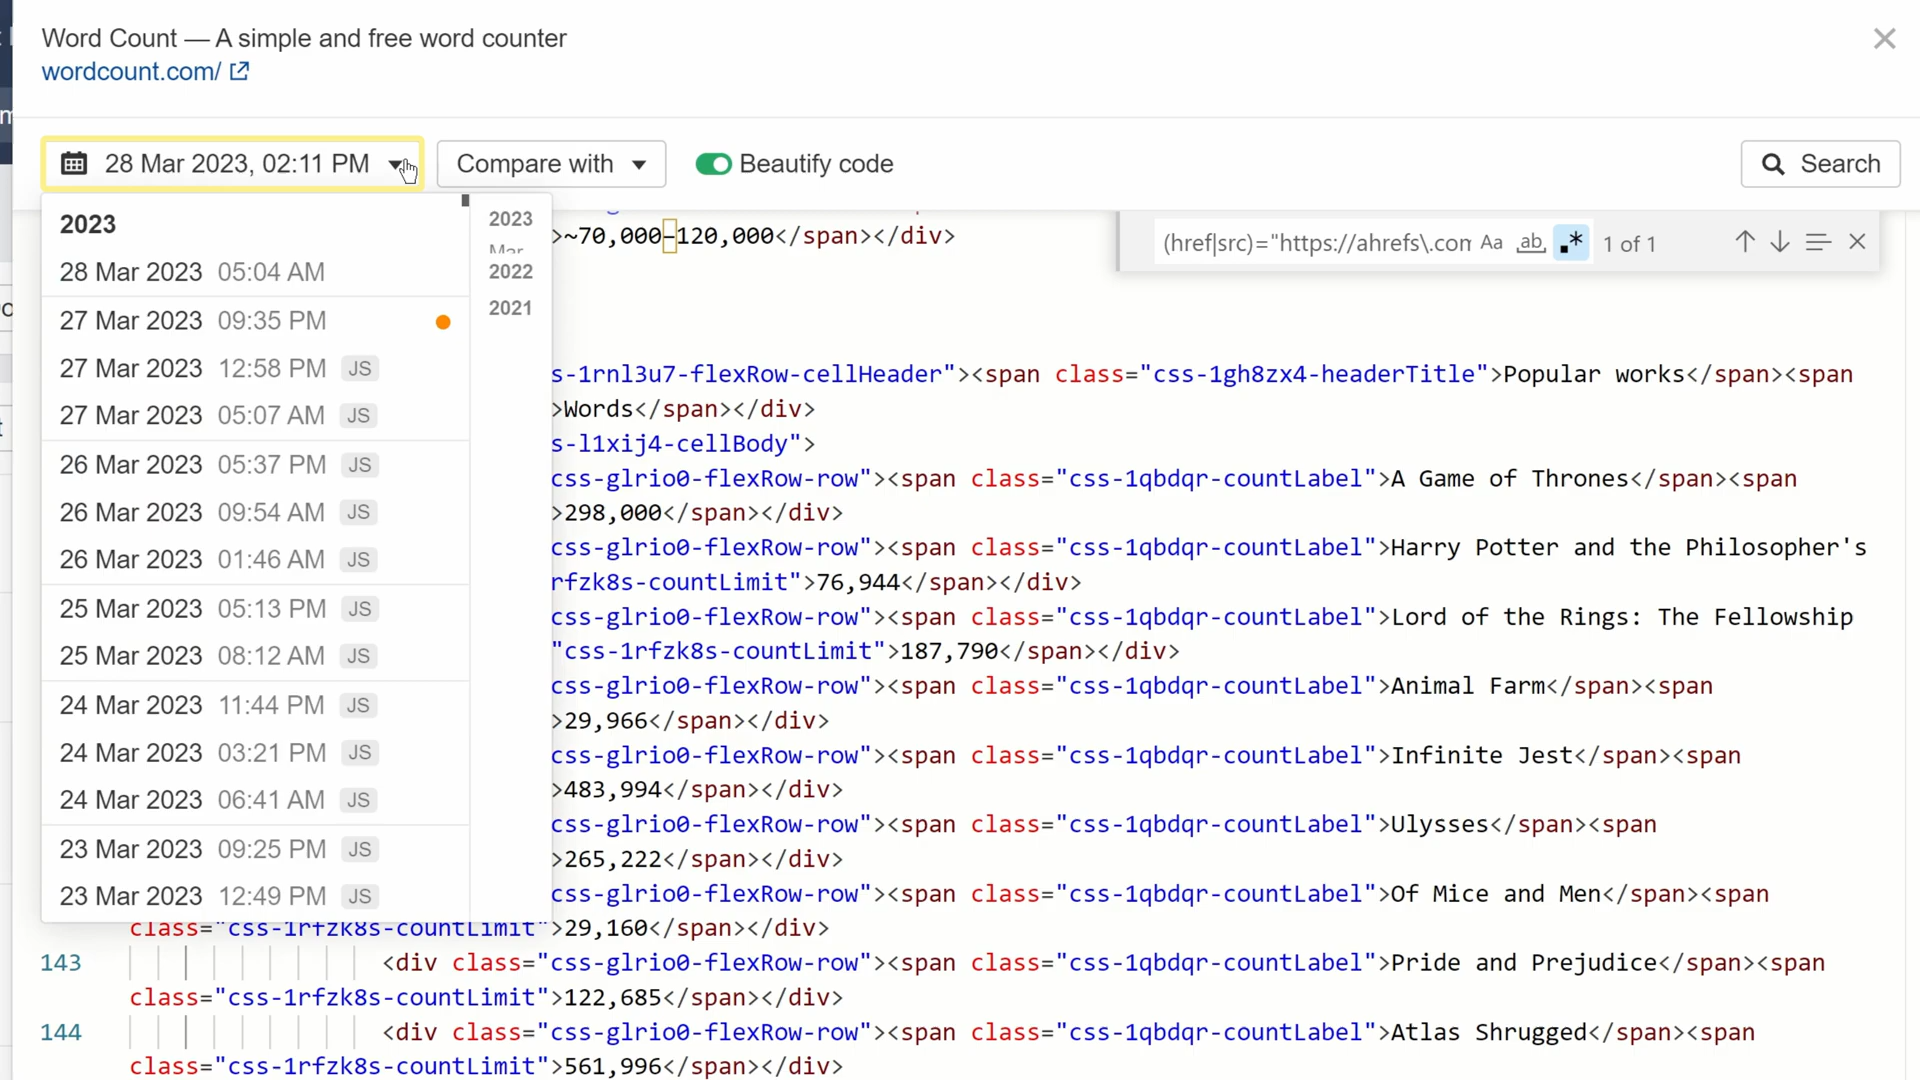 Word Count — A simple and free word counter
wordcount.com/
28 Mar 2023, 02:11 PM
Compare with
Beautify code
Search
2023
28 Mar 2023 05:04 AM
27 Mar 2023 09:35 PM
27 Mar 2023 12:58 PM JS
27 Mar 2023 05:07 AM JS
26 Mar 2023 05:37 PM JS
26 Mar 2023 09:54 AM JS
26 Mar 2023 01:46 AM JS
25 Mar 2023 05:13 PM JS
25 Mar 2023 08:12 AM JS
24 Mar 2023 11:44 PM JS
24 Mar 2023 03:21 PM JS
24 Mar 2023 06:41 AM JS
23 Mar 2023 09:25 PM JS
23 Mar 2023 12:49 PM JS
2023
Mar
2022
2021
(href|src)="https://ahrefs\.con Aa ab 1 of 1
>~70,000–120,000</span></div>
s-1rnl3u7-flexRow-cellHeader"><span class="css-1gh8zx4-headerTitle">Popular works</span><span
>Words</span></div>
s-l1xij4-cellBody">
css-glrio0-flexRow-row"><span class="css-1qbdqr-countLabel">A Game of Thrones</span><span
>298,000</span></div>
css-glrio0-flexRow-row"><span class="css-1qbdqr-countLabel">Harry Potter and the Philosopher's
rfzk8s-countLimit">76,944</span></div>
css-glrio0-flexRow-row"><span class="css-1qbdqr-countLabel">Lord of the Rings: The Fellowship
"css-1rfzk8s-countLimit">187,790</span></div>
css-glrio0-flexRow-row"><span class="css-1qbdqr-countLabel">Animal Farm</span><span
>29,966</span></div>
css-glrio0-flexRow-row"><span class="css-1qbdqr-countLabel">Infinite Jest</span><span
>483,994</span></div>
css-glrio0-flexRow-row"><span class="css-1qbdqr-countLabel">Ulysses</span><span
>265,222</span></div>
css-glrio0-flexRow-row"><span class="css-1qbdqr-countLabel">Of Mice and Men</span><span
class="css-1rfzk8s-countLimit">29,160</span></div>
143 <div class="css-glrio0-flexRow-row"><span class="css-1qbdqr-countLabel">Pride and Prejudice</span><span
class="css-1rfzk8s-countLimit">122,685</span></div>
144 <div class="css-glrio0-flexRow-row"><span class="css-1qbdqr-countLabel">Atlas Shrugged</span><span
class="css-1rfzk8s-countLimit">561,996</span></div>